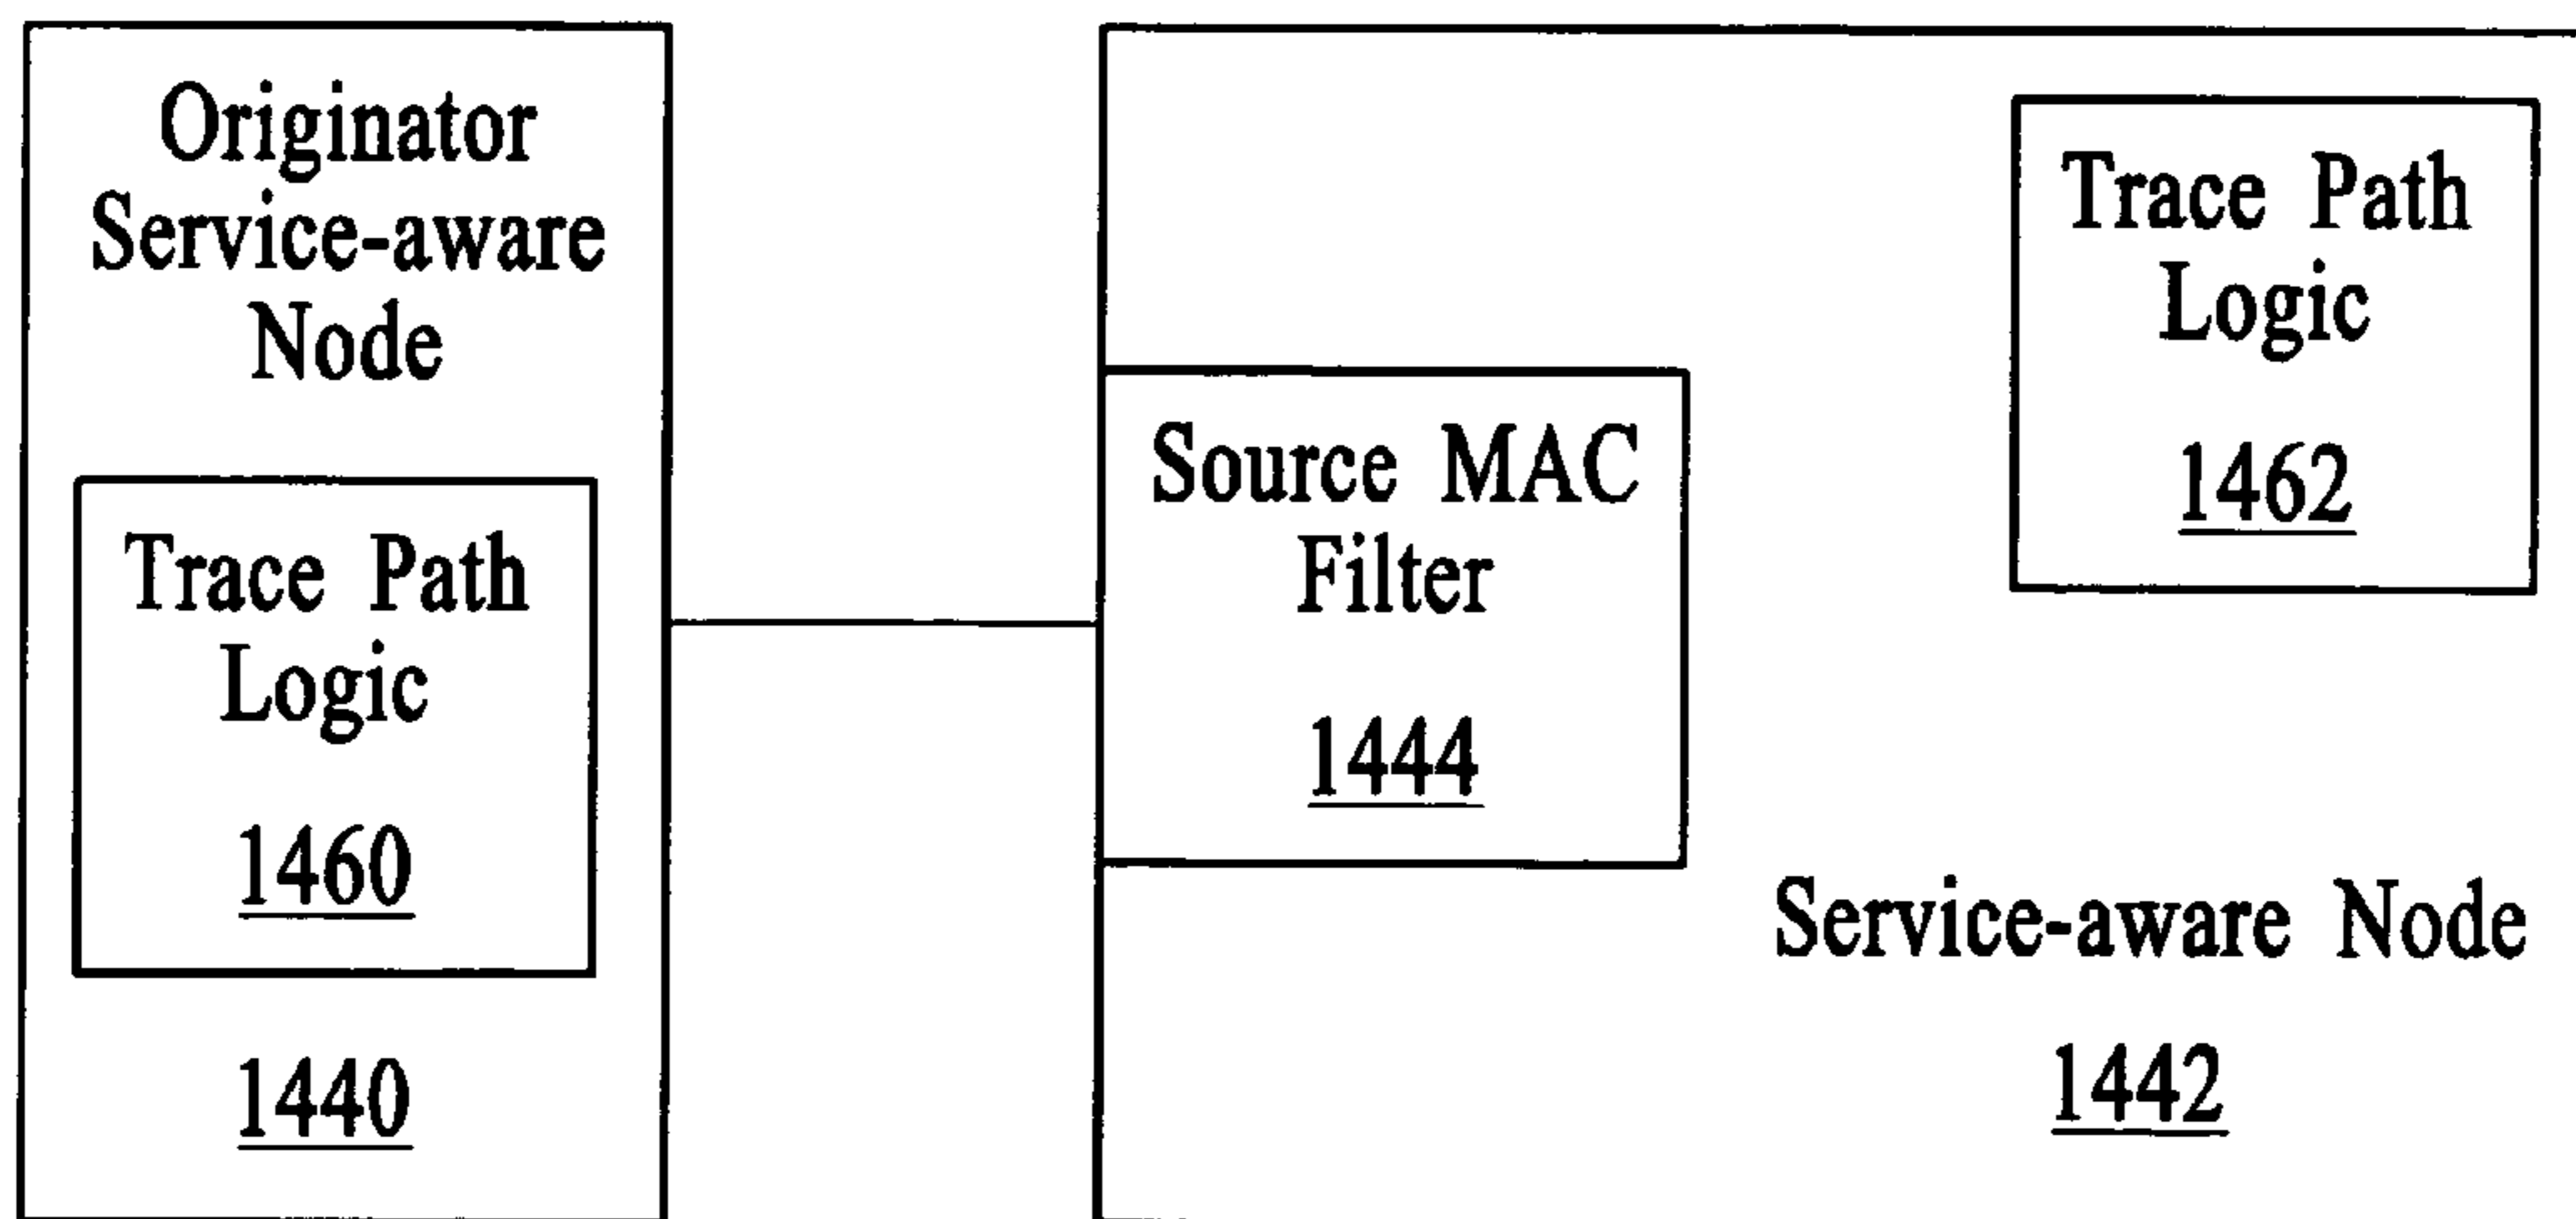 Originator
Service-aware
Node
Trace Path
Logic
1460
1440
Source MAC
Filter
1444
Trace Path
Logic
1462
Service-aware Node
1442